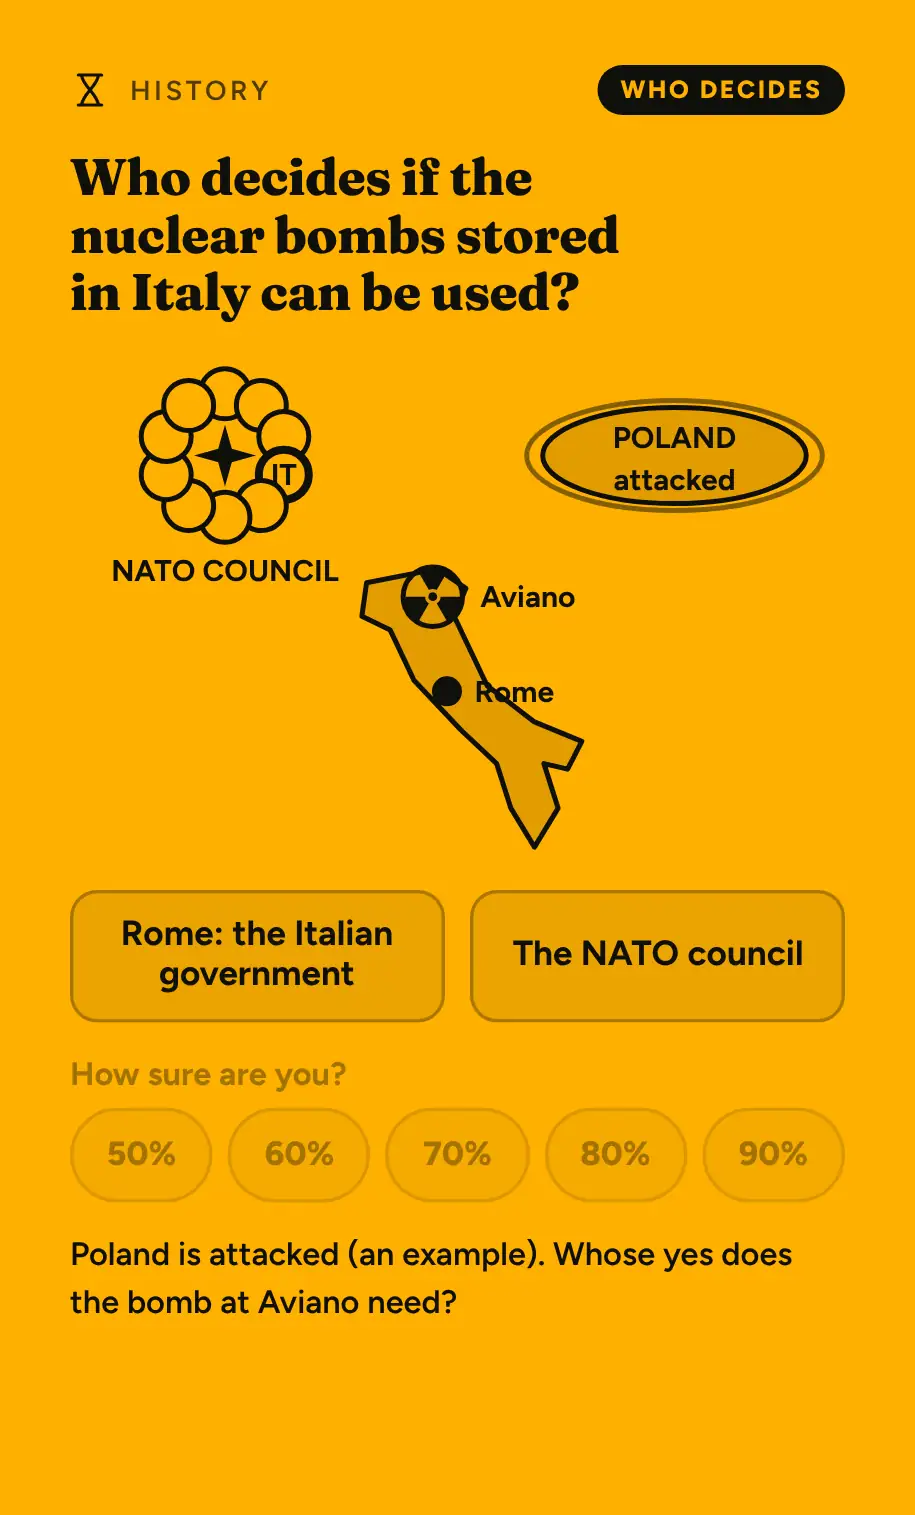 HISTORY
WHO DECIDES
Who decides if the
nuclear bombs stored
in Italy can be used?
IT
NATO COUNCIL
POLAND
attacked
Aviano
Rome
Rome: the Italian
government
The NATO council
How sure are you?
50%
60%
70%
80%
90%
Poland is attacked (an example). Whose yes does
the bomb at Aviano need?